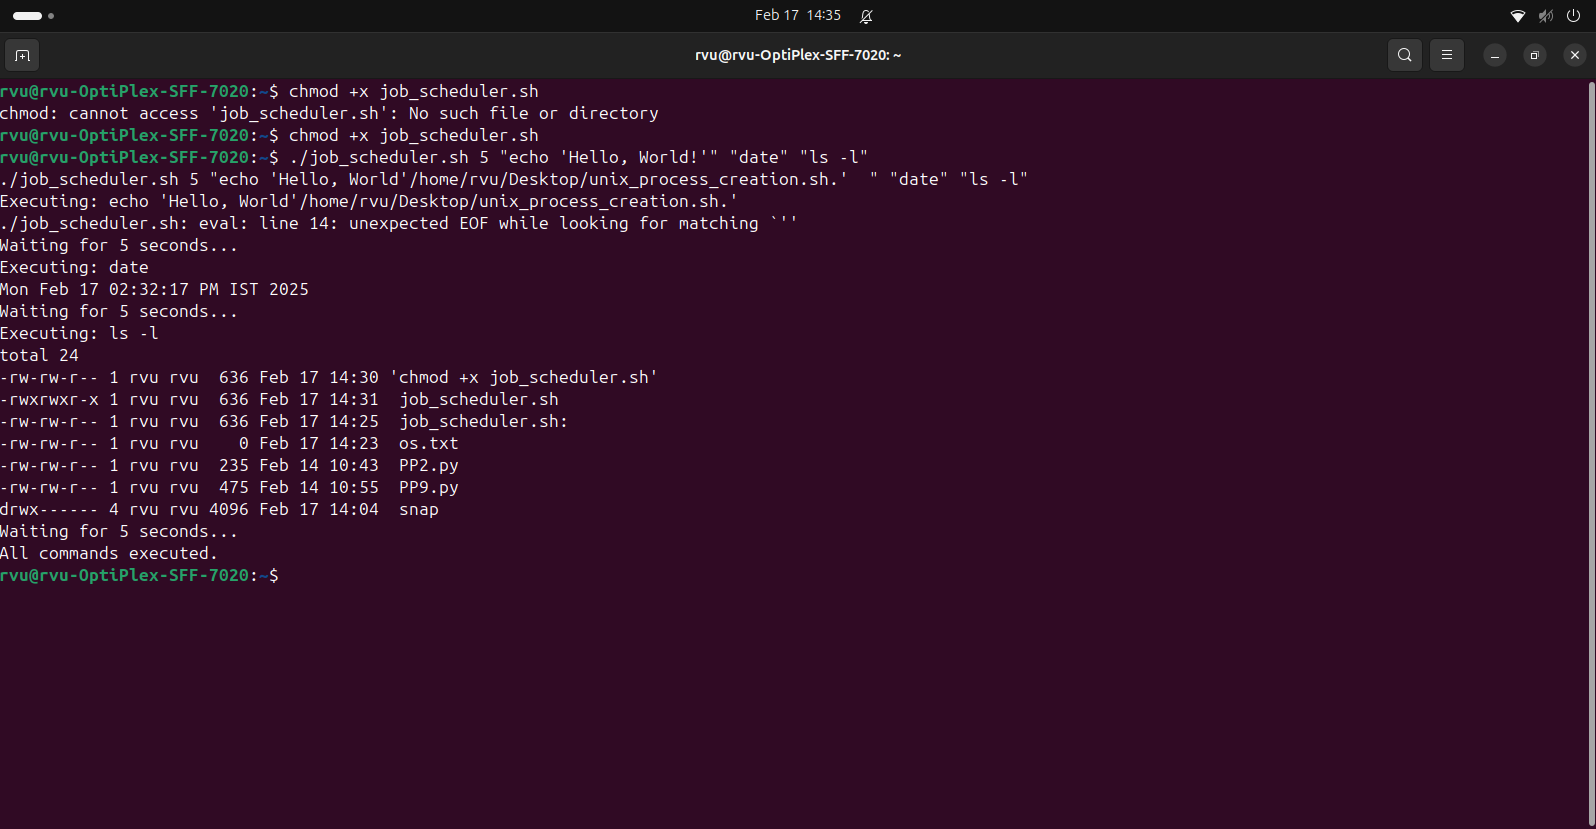 Feb 17 14:35
rvu@rvu-OptiPlex-SFF-7020: ~
rvu@rvu-OptiPlex-SFF-7020:~$ chmod +x job_scheduler.sh
chmod: cannot access 'job_scheduler.sh': No such file or directory
rvu@rvu-OptiPlex-SFF-7020:~$ chmod +x job_scheduler.sh
rvu@rvu-OptiPlex-SFF-7020:~$ ./job_scheduler.sh 5 "echo 'Hello, World!'" "date" "ls -l"
./job_scheduler.sh 5 "echo 'Hello, World'/home/rvu/Desktop/unix_process_creation.sh.'  " "date" "ls -l"
Executing: echo 'Hello, World'/home/rvu/Desktop/unix_process_creation.sh.'
./job_scheduler.sh: eval: line 14: unexpected EOF while looking for matching `''
Waiting for 5 seconds...
Executing: date
Mon Feb 17 02:32:17 PM IST 2025
Waiting for 5 seconds...
Executing: ls -l
total 24
-rw-rw-r-- 1 rvu rvu  636 Feb 17 14:30 'chmod +x job_scheduler.sh'
-rwxrwxr-x 1 rvu rvu  636 Feb 17 14:31  job_scheduler.sh
-rw-rw-r-- 1 rvu rvu  636 Feb 17 14:25  job_scheduler.sh:
-rw-rw-r-- 1 rvu rvu    0 Feb 17 14:23  os.txt
-rw-rw-r-- 1 rvu rvu  235 Feb 14 10:43  PP2.py
-rw-rw-r-- 1 rvu rvu  475 Feb 14 10:55  PP9.py
drwx------ 4 rvu rvu 4096 Feb 17 14:04  snap
Waiting for 5 seconds...
All commands executed.
rvu@rvu-OptiPlex-SFF-7020:~$